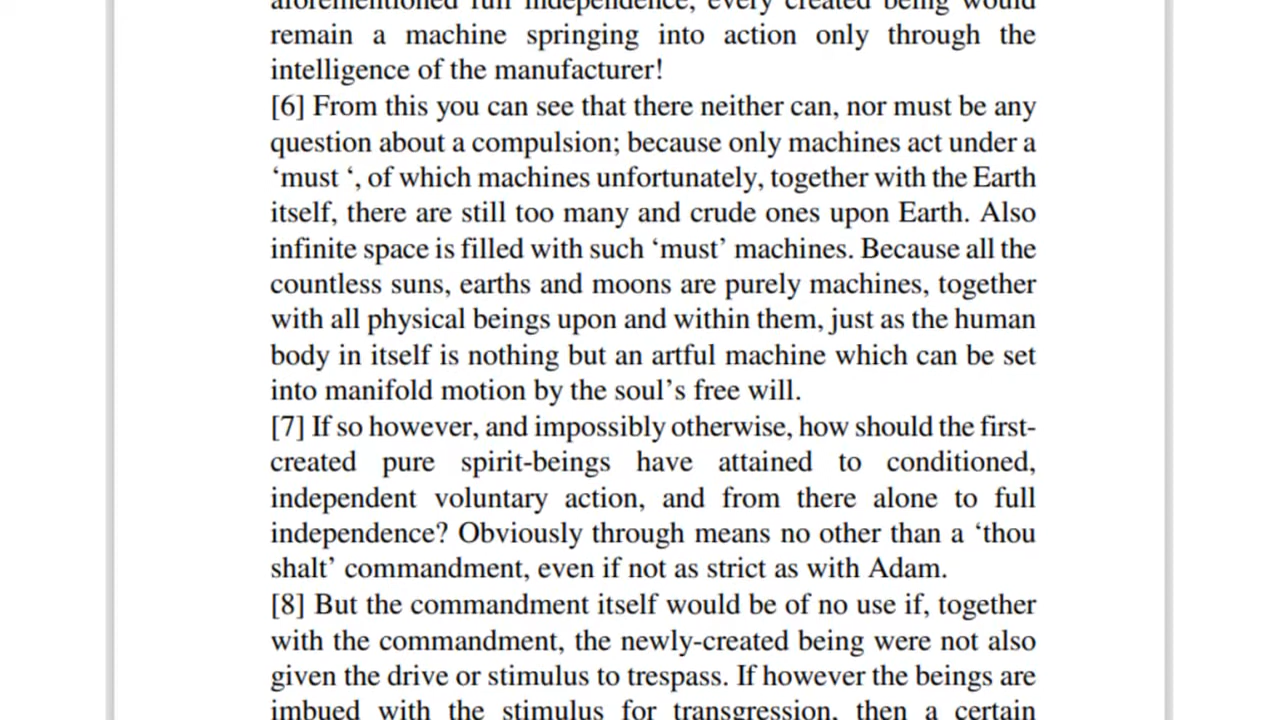 aforementioned full independence, every created being would
remain a machine springing into action only through the
intelligence of the manufacturer!
[6] From this you can see that there neither can, nor must be any
question about a compulsion; because only machines act under a
‘must ‘, of which machines unfortunately, together with the Earth
itself, there are still too many and crude ones upon Earth. Also
infinite space is filled with such ‘must’ machines. Because all the
countless suns, earths and moons are purely machines, together
with all physical beings upon and within them, just as the human
body in itself is nothing but an artful machine which can be set
into manifold motion by the soul’s free will.
[7] If so however, and impossibly otherwise, how should the first-
created pure spirit-beings have attained to conditioned,
independent voluntary action, and from there alone to full
independence? Obviously through means no other than a ‘thou
shalt’ commandment, even if not as strict as with Adam.
[8] But the commandment itself would be of no use if, together
with the commandment, the newly-created being were not also
given the drive or stimulus to trespass. If however the beings are
imbued with the stimulus for transgression, then a certain